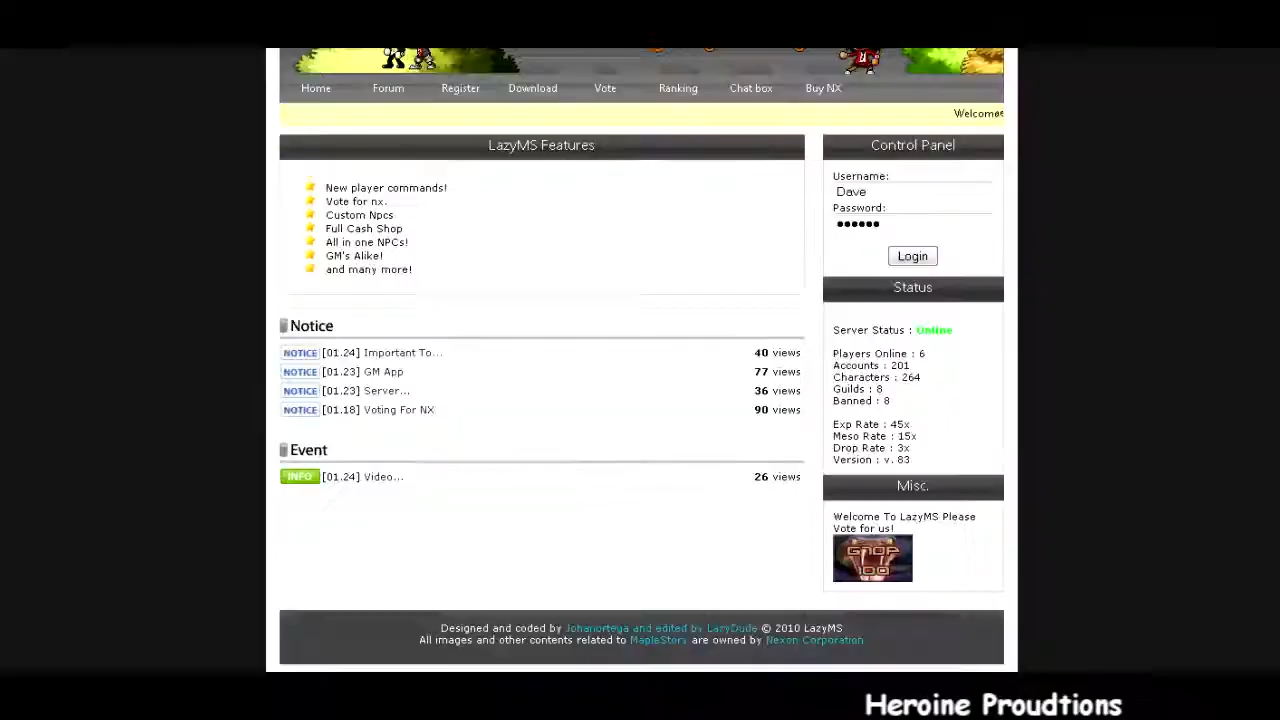 Home Forum Register Download Vote Ranking Chat box Buy NX
Welcome
LazyMS Features
New player commands!
Vote for nx.
Custom Npcs
Full Cash Shop
All in one NPCs!
GM's Alike!
and many more!
Notice
NOTICE [01.24] Important To... 40 views
NOTICE [01.23] GM App 77 views
NOTICE [01.23] Server... 36 views
NOTICE [01.18] Voting For NX 90 views
Event
INFO [01.24] Video... 26 views
Control Panel
Username:
Dave
Password:
••••••
Login
Status
Server Status : Online
Players Online : 6
Accounts : 201
Characters : 264
Guilds : 8
Banned : 8
Exp Rate : 45x
Meso Rate : 15x
Drop Rate : 3x
Version : v. 83
Misc.
Welcome To LazyMS Please
Vote for us!
GTOP
100
Designed and coded by Johanortega and edited by LazyDude © 2010 LazyMS
All images and other contents related to MapleStory are owned by Nexon Corporation
Heroine Proudtions